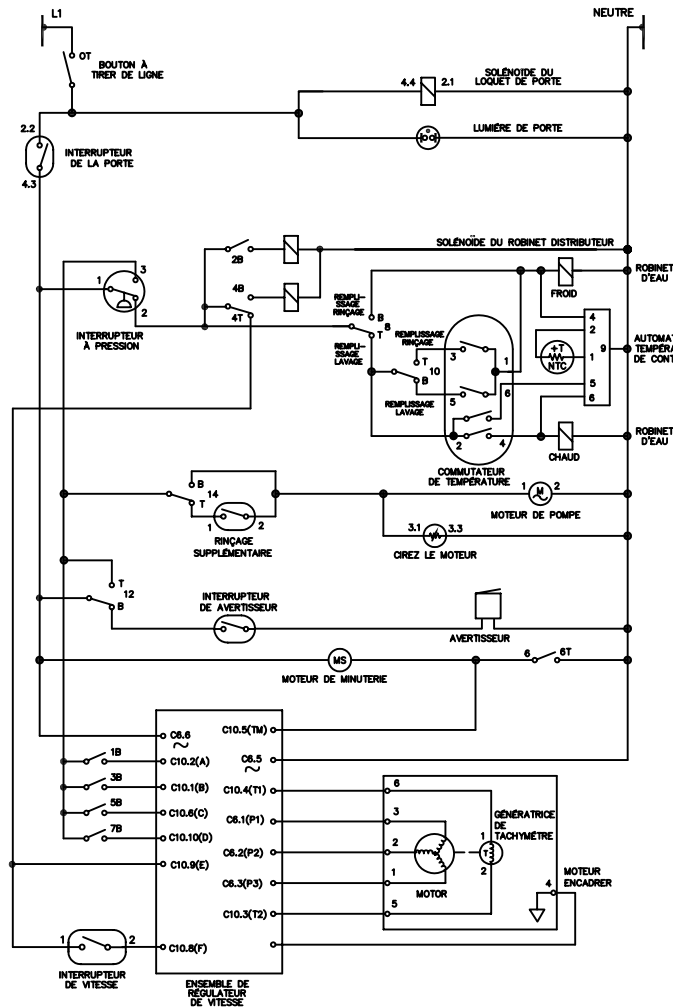 L1
NEUTRE
OT
BOUTON À
TIRER DE LIGNE
SOLÉNOIDE DU
LOQUET DE PORTE
4.4
2.1
LUMIÉRE DE PORTE
2.2
INTERRUPTEUR
DE LA PORTE
4.3
SOLÉNOÏDE DU ROBINET DISTRIBUTEUR
2B
4B
4T
3
1
2
INTERRUPTEUR
À PRESSION
REMPLI-
SSAGE
RINÇAGE
B
8
T
REMPLI-
SSAGE
LAVAGE
REMPLISSAGE
RINÇAGE
T
10
B
REMPLISSAGE
LAVAGE
3
1
5
6
2
4
COMMUTATEUR
DE TEMPÉRATURE
FROID
ROBINET
D'EAU
4
2
+T
NTC
1
9
5
6
AUTOMAT
TEMPÉRA
DE CONT
CHAUD
ROBINET
D'EAU
B
14
T
1
2
RINÇAGE
SUPPLÉMENTAIRE
1
M
2
MOTEUR DE POMPE
3.1
3.3
CIREZ LE MOTEUR
T
12
B
INTERRUPTEUR
DE AVERTISSEUR
AVERTISSEUR
MS
MOTEUR DE MINUTERIE
6
6T
C6.6
C10.5(TM)
1B
C10.2(A)
C6.5
3B
C10.1(B)
C10.4(T1)
5B
C10.6(C)
C6.1(P1)
7B
C10.10(D)
C6.2(P2)
C10.9(E)
C6.3(P3)
C10.3(T2)
1
2
C10.8(F)
INTERRUPTEUR
DE VITESSE
ENSEMBLE DE
RÉGULATEUR
DE VITESSE
6
3
2
1
5
MOTOR
GÉNÉRATRICE
DE
TACHYMÉTRE
1
T
2
4
MOTEUR
ENCADRER